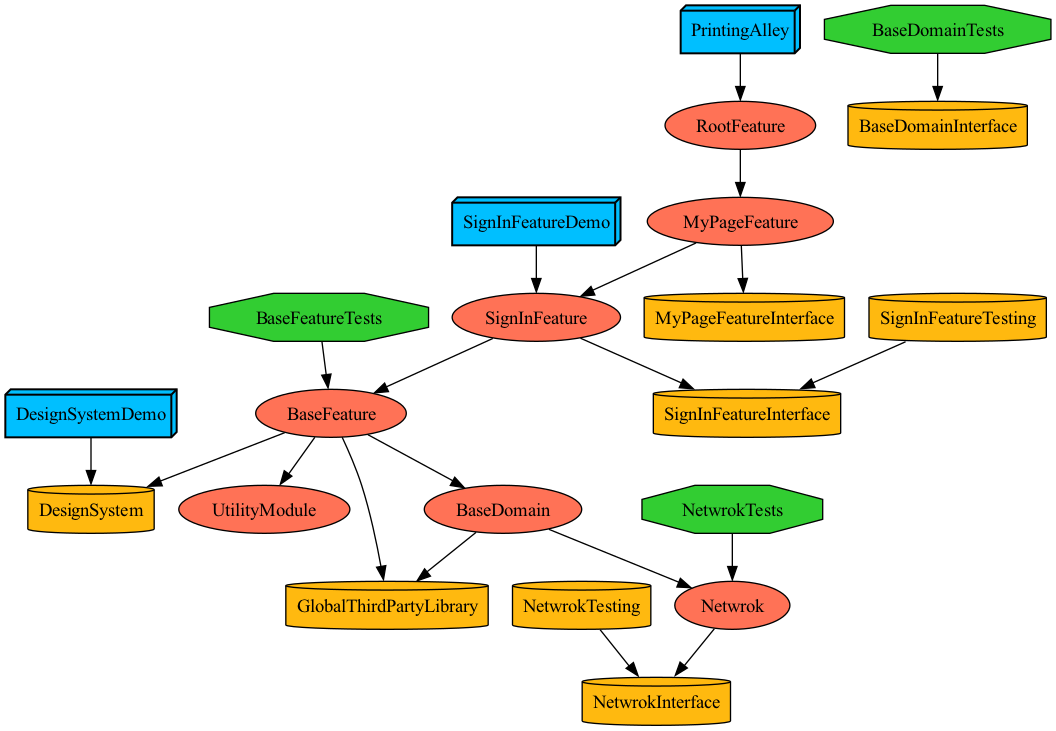 PrintingAlley
BaseDomainTests
RootFeature
BaseDomainInterface
SignInFeatureDemo
MyPageFeature
BaseFeatureTests
SignInFeature
MyPageFeatureInterface
SignInFeatureTesting
DesignSystemDemo
BaseFeature
SignInFeatureInterface
DesignSystem
UtilityModule
BaseDomain
NetwrokTests
GlobalThirdPartyLibrary
NetwrokTesting
Netwrok
NetwrokInterface